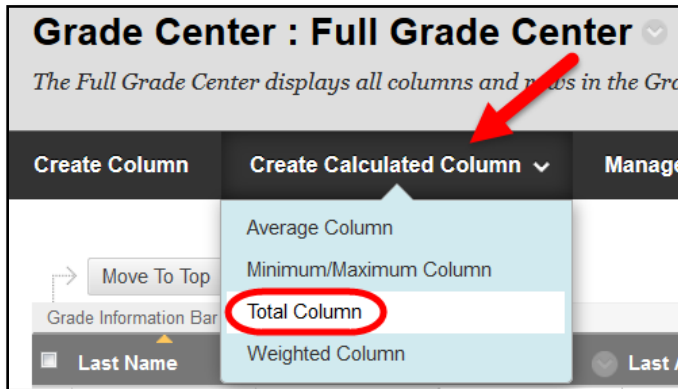 Grade Center : Full Grade Center
The Full Grade Center displays all columns and rows in the
Create Column Create Calculated Column
Average Column
Minimum/Maximum Column
Move To Top
Total Column
Grade Information Bar
Weighted Column
Last Name Last